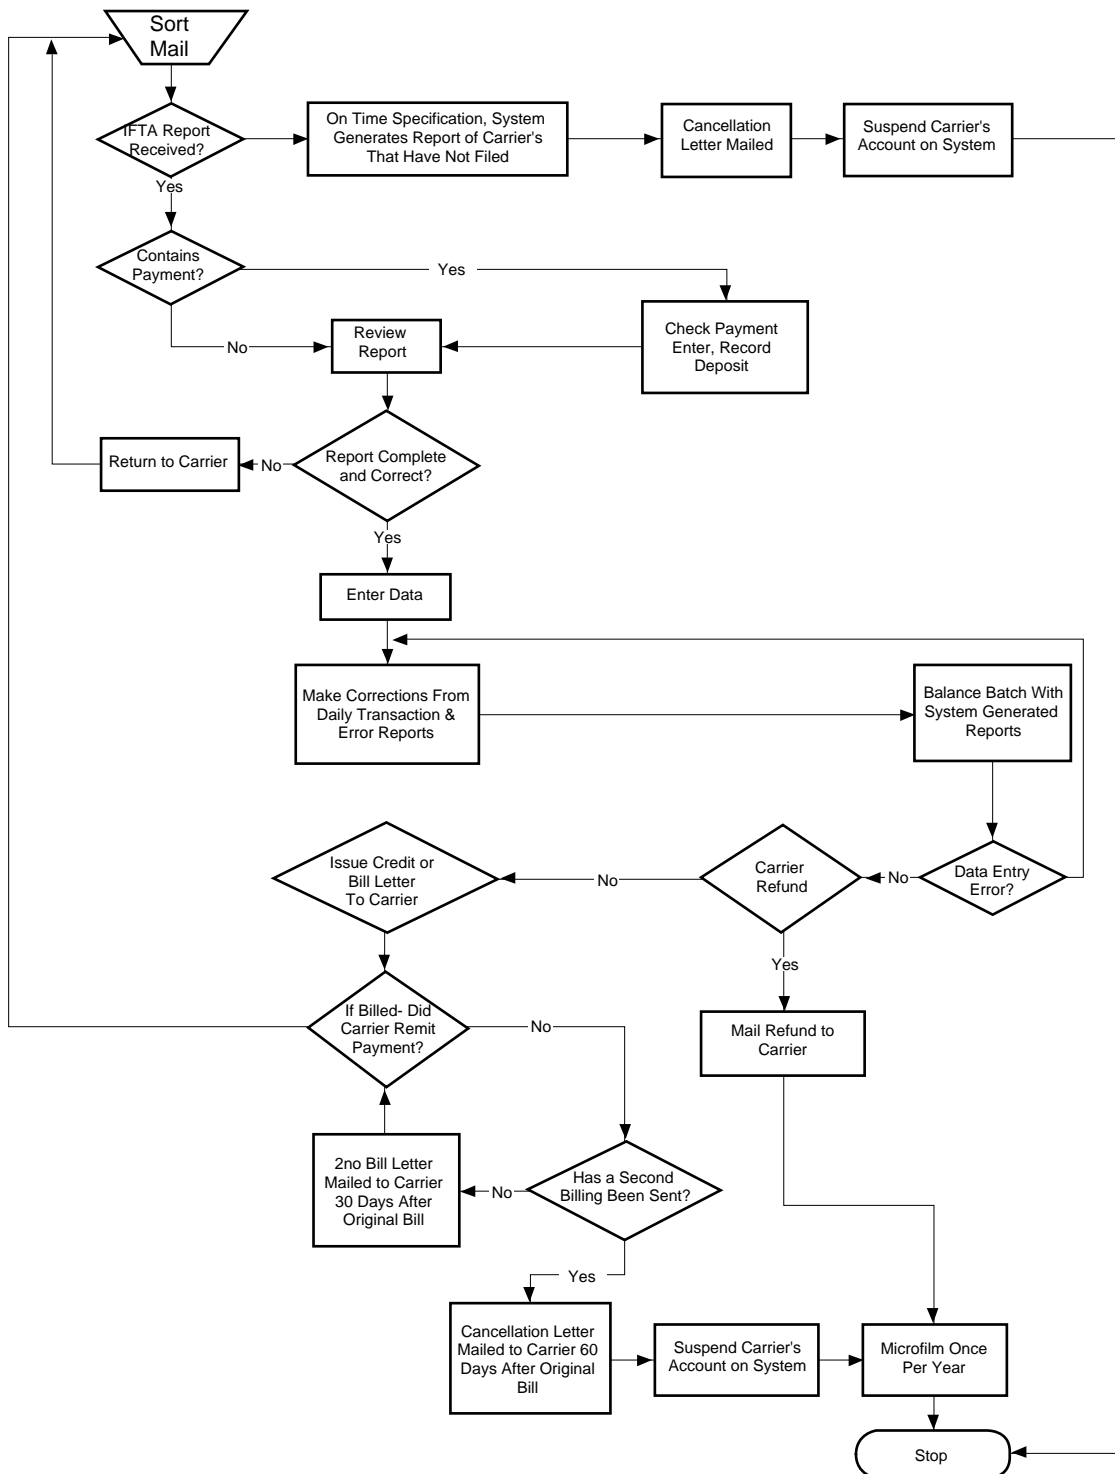 Sort
Mail
IFTA Report
Received?
On Time Specification, System
Generates Report of Carrier's
That Have Not Filed
Cancellation
Letter Mailed
Suspend Carrier's
Account on System
Yes
Contains
Payment?
Yes
Check Payment
Enter, Record
Deposit
No
Review
Report
Return to Carrier
No
Report Complete
and Correct?
Yes
Enter Data
Make Corrections From
Daily Transaction &
Error Reports
Balance Batch With
System Generated
Reports
Issue Credit or
Bill Letter
To Carrier
No
Carrier
Refund
No
Data Entry
Error?
Yes
If Billed- Did
Carrier Remit
Payment?
No
Mail Refund to
Carrier
2no Bill Letter
Mailed to Carrier
30 Days After
Original Bill
No
Has a Second
Billing Been Sent?
Yes
Cancellation Letter
Mailed to Carrier 60
Days After Original
Bill
Suspend Carrier's
Account on System
Microfilm Once
Per Year
Stop